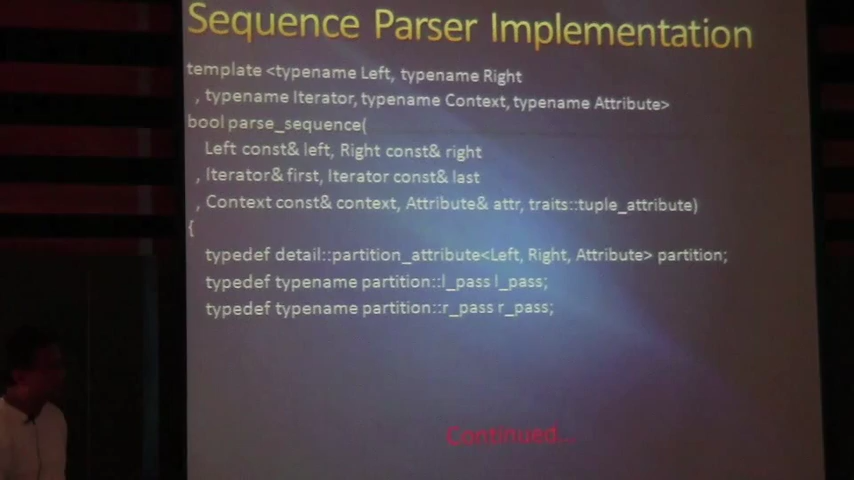 Sequence Parser Implementation
template <typename Left, typename Right
, typename Iterator, typename Context, typename Attribute>
bool parse_sequence(
Left const& left, Right const& right
, Iterator& first, Iterator const& last
, Context const& context, Attribute& attr, traits::tuple_attribute)
{
typedef detail::partition_attribute<Left, Right, Attribute> partition;
typedef typename partition::l_pass l_pass;
typedef typename partition::r_pass r_pass;
Continued...